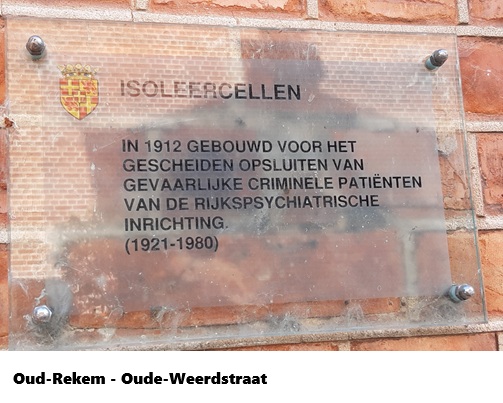 ISOLEERCELLEN
IN 1912 GEBOUWD VOOR HET
GESCHEIDEN OPSLUITEN VAN
GEVAARLIJKE CRIMINELE PATIËNTEN
VAN DE RIJKSPSYCHIATRISCHE
INRICHTING.
(1921-1980)
Oud-Rekem - Oude-Weerdstraat